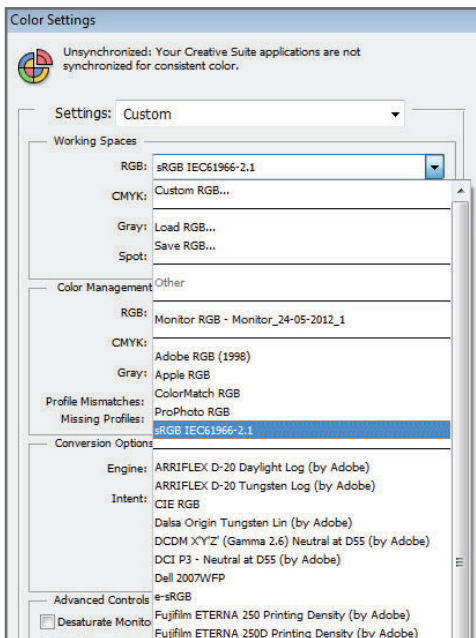 Color Settings
Unsynchronized: Your Creative Suite applications are not
synchronized for consistent color.
Settings: Custom
Working Spaces
RGB: sRGB IEC61966-2.1
CMYK:
Gray:
Spot:
Custom RGB...
Load RGB...
Save RGB...
Other
Color Management
RGB:
CMYK:
Gray:
Profile Mismatches:
Missing Profiles:
Monitor RGB - Monitor_24-05-2012_1
Adobe RGB (1998)
Apple RGB
ColorMatch RGB
ProPhoto RGB
sRGB IEC61966-2.1
Conversion Options
Engine:
Intent:
ARRIFLEX D-20 Daylight Log (by Adobe)
ARRIFLEX D-20 Tungsten Log (by Adobe)
CIE RGB
Dalsa Origin Tungsten Lin (by Adobe)
DCDM X'Y'Z' (Gamma 2.6) Neutral at D55 (by Adobe)
DCI P3 - Neutral at D55 (by Adobe)
Dell 2007WFP
e-sRGB
Fujifilm ETERNA 250 Printing Density (by Adobe)
Fujifilm ETERNA 250D Printing Density (by Adobe)
Advanced Controls
Desaturate Monito